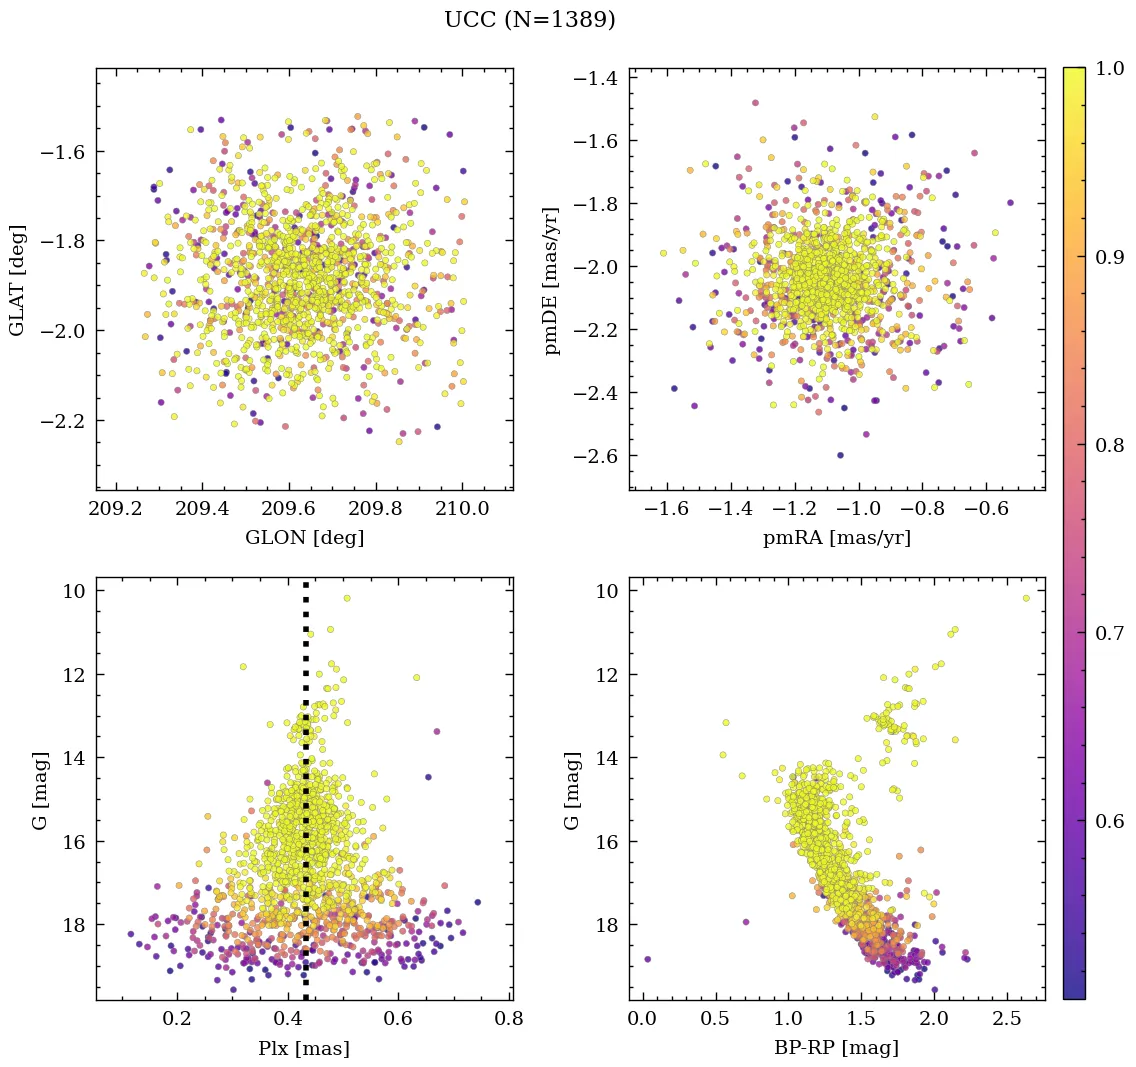 UCC (N=1389)
−1.6
−1.8
−2.0
−2.2
GLAT [deg]
209.2 209.4 209.6 209.8 210.0
GLON [deg]
−1.4
−1.6
−1.8
−2.0
−2.2
−2.4
−2.6
pmDE [mas/yr]
−1.6 −1.4 −1.2 −1.0 −0.8 −0.6
pmRA [mas/yr]
10
12
14
16
18
G [mag]
0.2 0.4 0.6 0.8
Plx [mas]
10
12
14
16
18
G [mag]
0.0 0.5 1.0 1.5 2.0 2.5
BP-RP [mag]
1.0
0.9
0.8
0.7
0.6